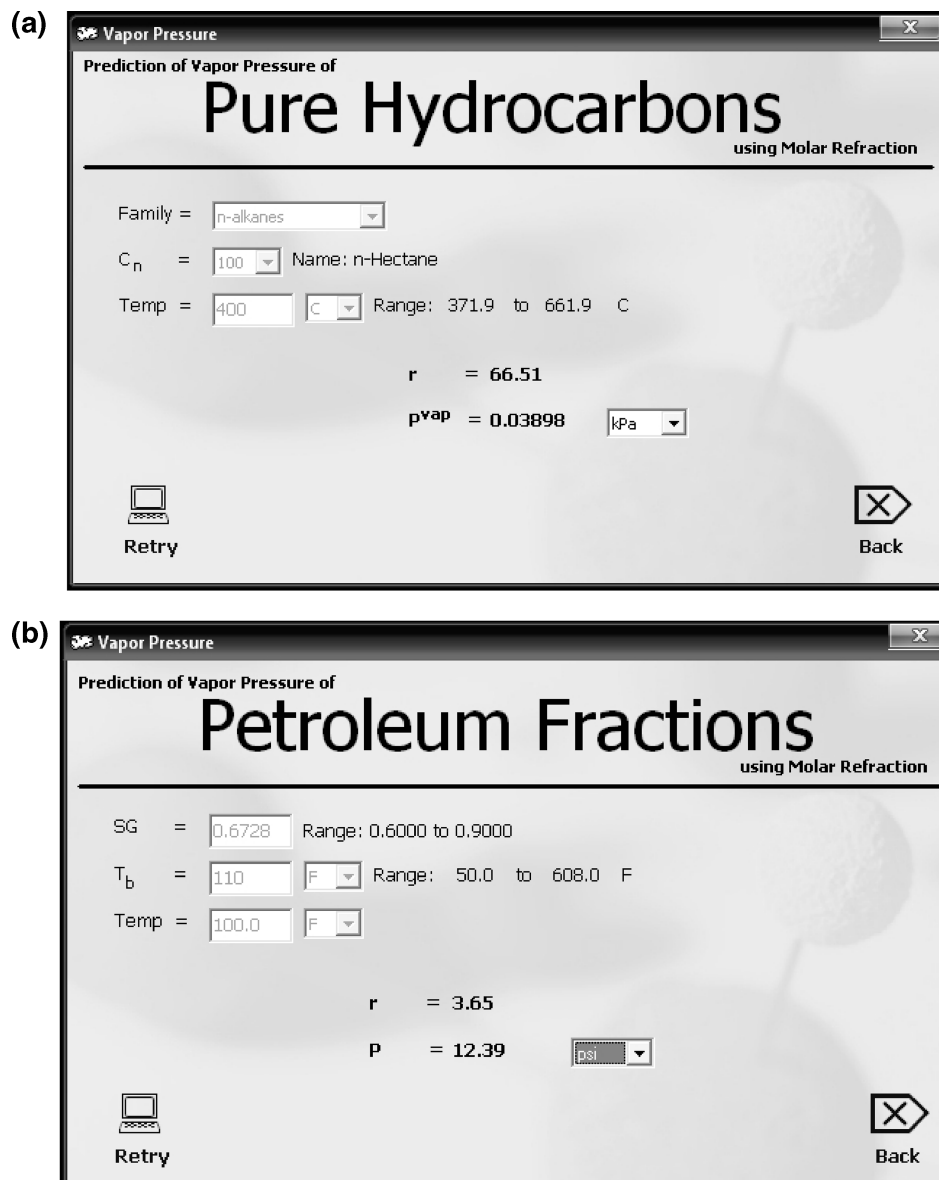 (a)
Vapor Pressure
X
Prediction of Vapor Pressure of
Pure Hydrocarbons
using Molar Refraction
Family = n-alkanes
Cn = 100 Name: n-Hectane
Temp = 400 C Range: 371.9 to 661.9 C
r = 66.51
pvap = 0.03898 kPa
Retry
Back
(b)
Vapor Pressure
X
Prediction of Vapor Pressure of
Petroleum Fractions
using Molar Refraction
SG = 0.6728 Range: 0.6000 to 0.9000
Tb = 110 F Range: 50.0 to 608.0 F
Temp = 100.0 F
r = 3.65
P = 12.39 psi
Retry
Back